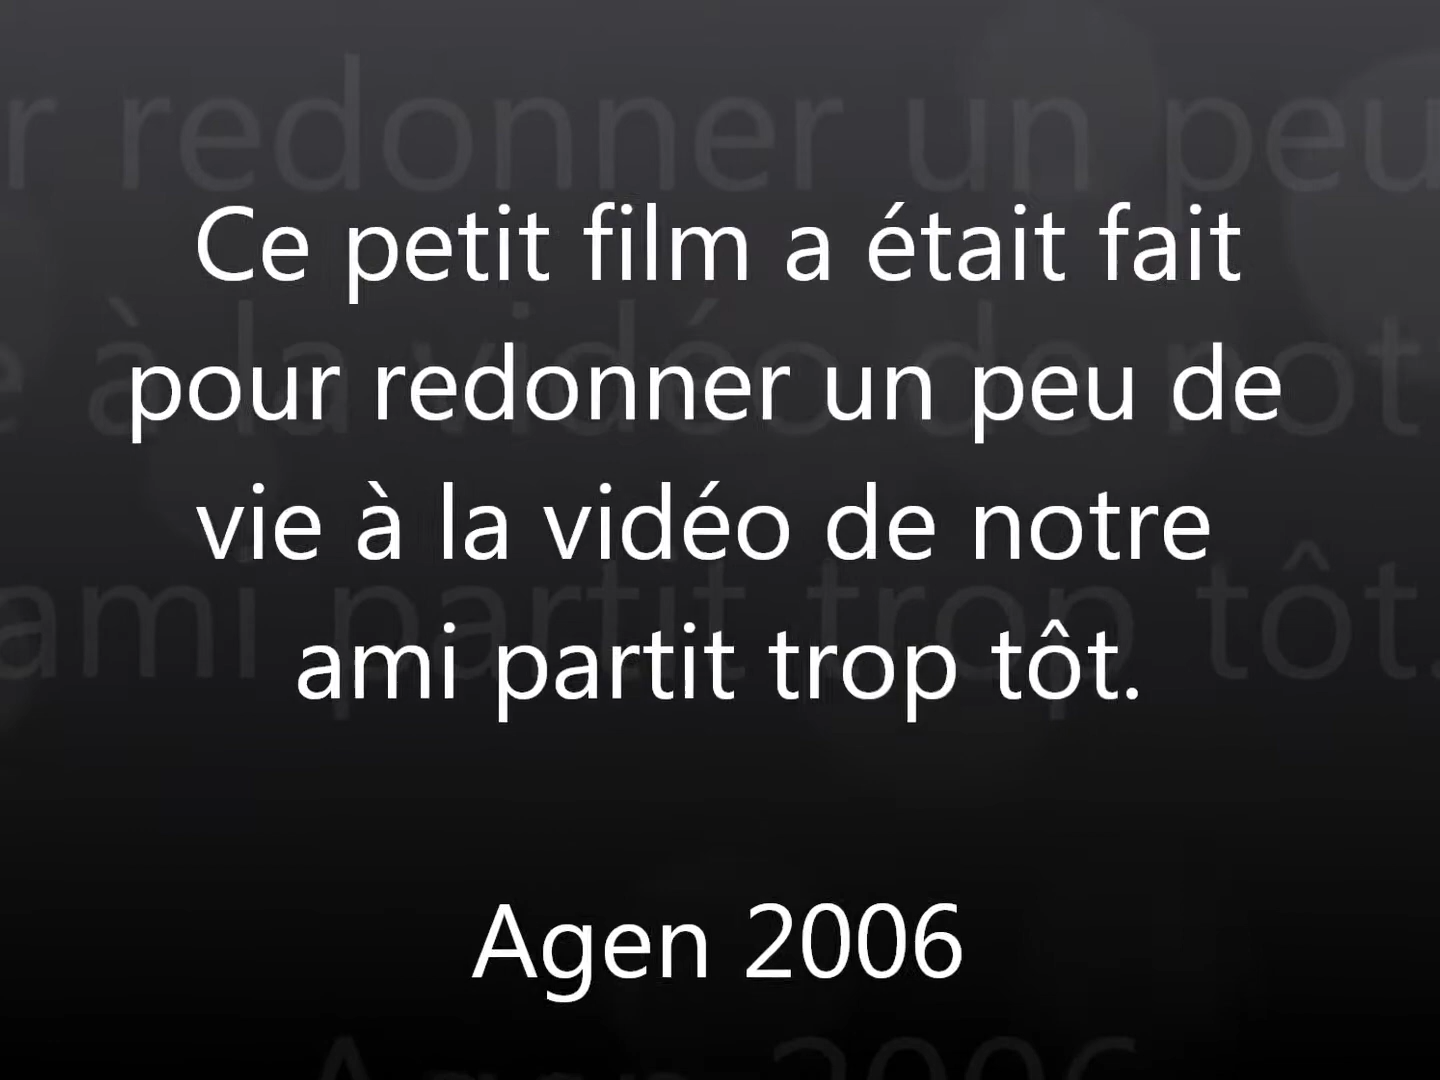 Ce petit film a était fait
pour redonner un peu de
vie à la vidéo de notre
ami partit trop tôt.
Agen 2006